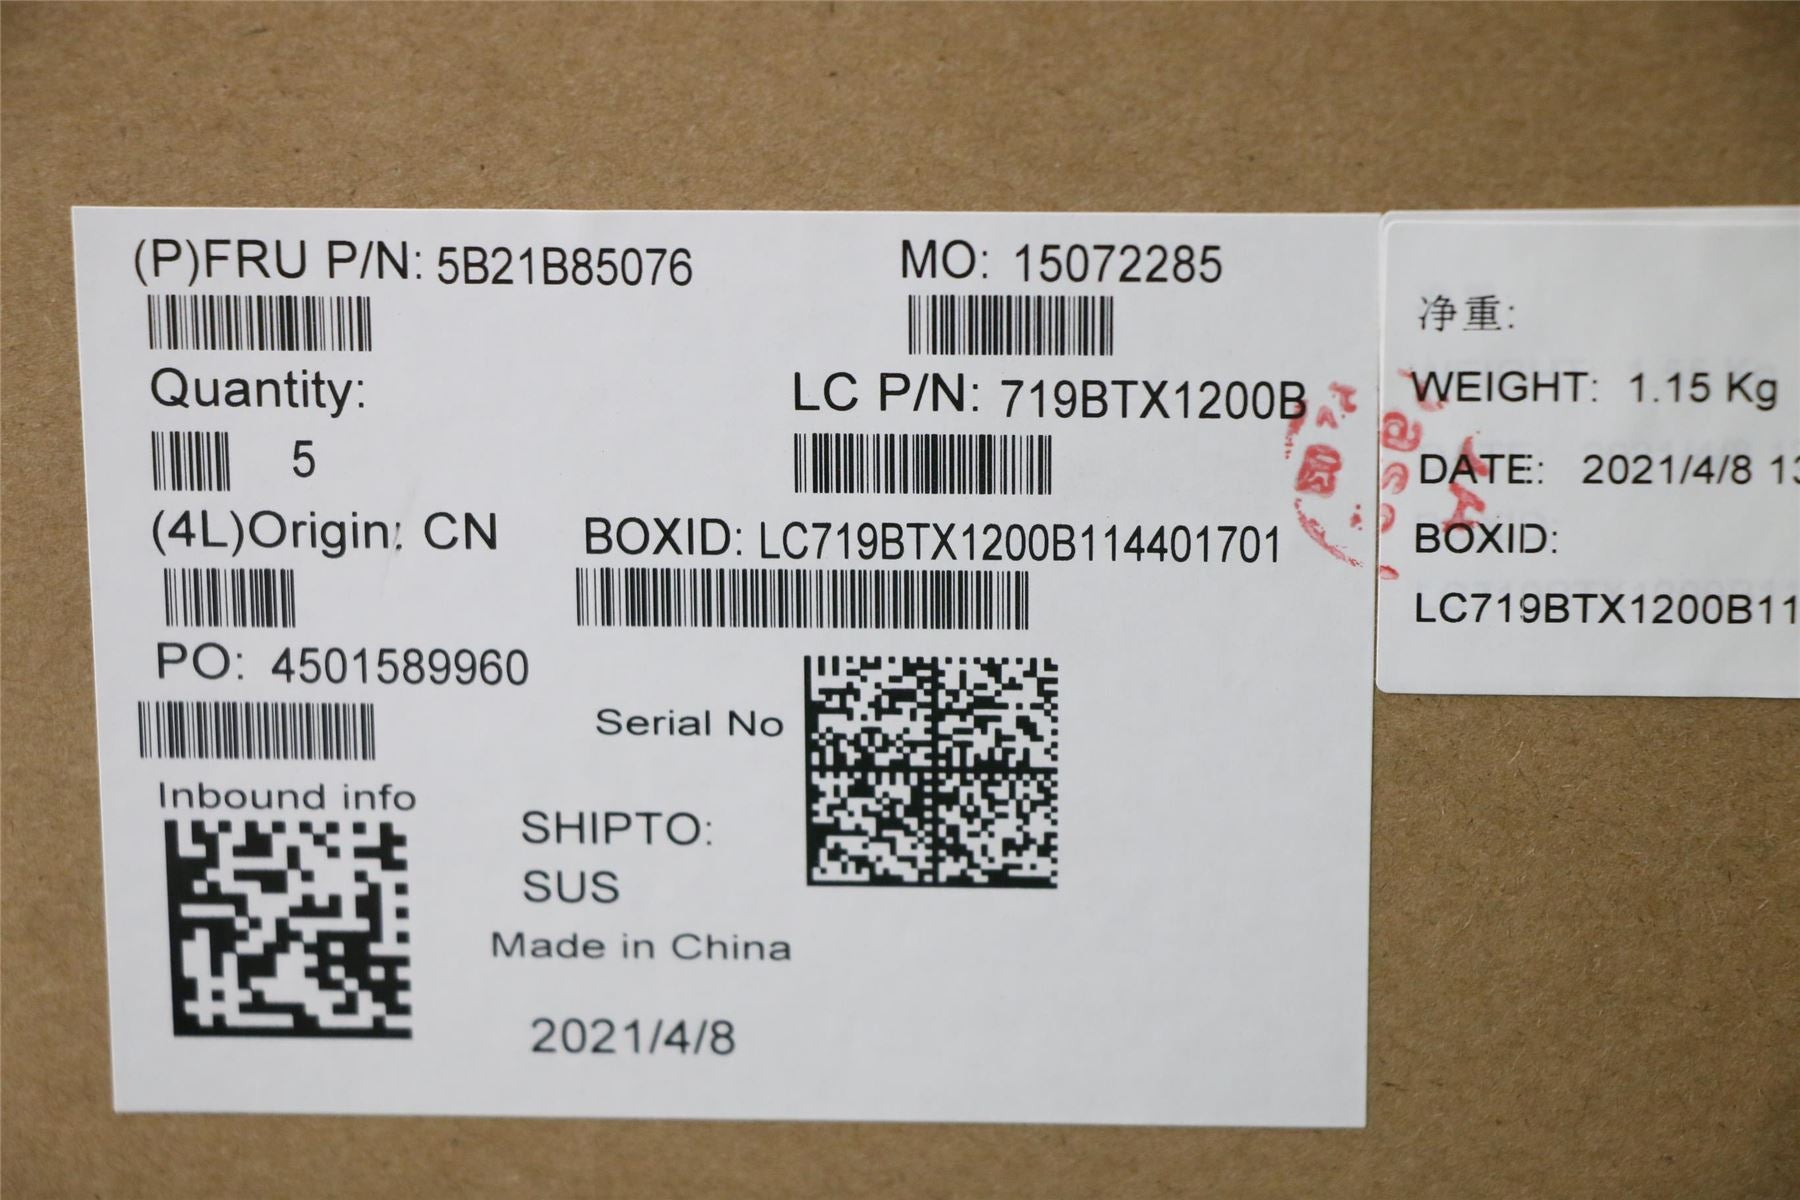 (P)FRU P/N: 5B21B85076
MO: 15072285
Quantity:
5
LC P/N: 719BTX1200B
(4L)Origin: CN
BOXID: LC719BTX1200B114401701
PO: 4501589960
Serial No
Inbound info
SHIPTO:
SUS
Made in China
2021/4/8
净重:
WEIGHT: 1.15 Kg
DATE: 2021/4/8
BOXID:
LC719BTX1200B11